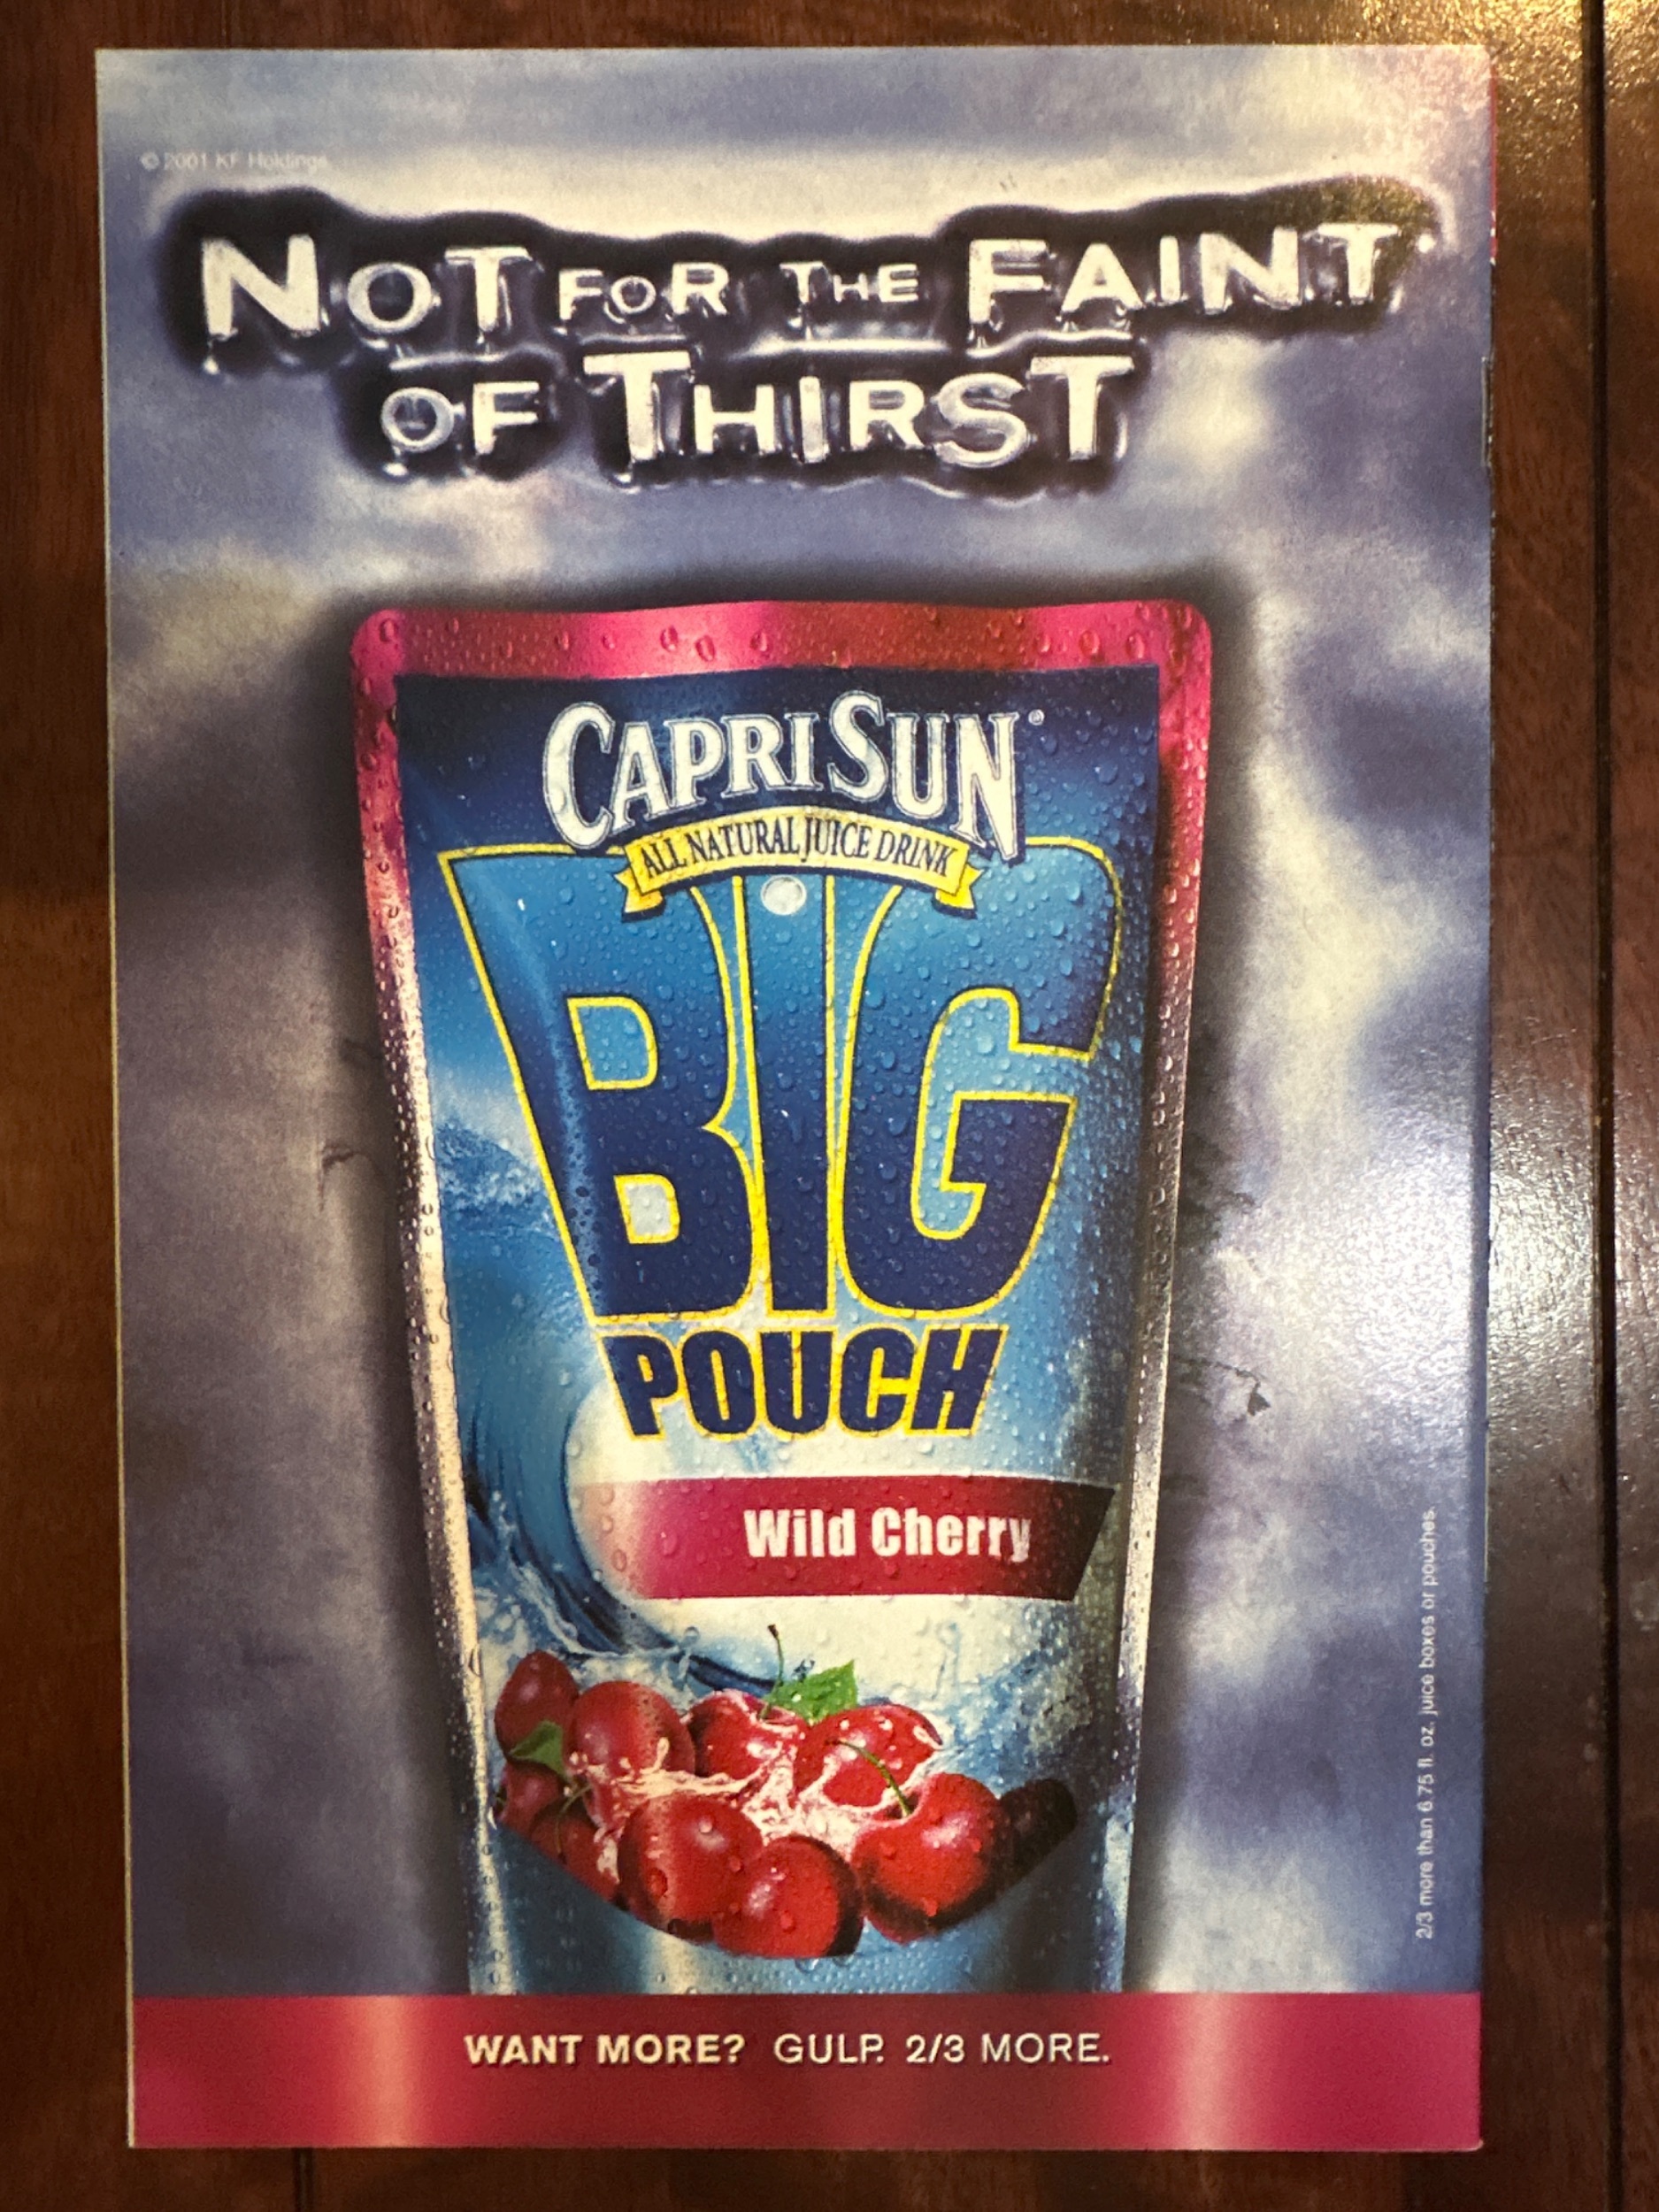 © 2001 KF Holdings.
NOT FOR THE FAINT
OF THIRST
CAPRI SUN®
ALL NATURAL JUICE DRINK
BIG
POUCH
Wild Cherry
2/3 more than 6.75 fl. oz. juice boxes or pouches.
WANT MORE? GULP. 2/3 MORE.